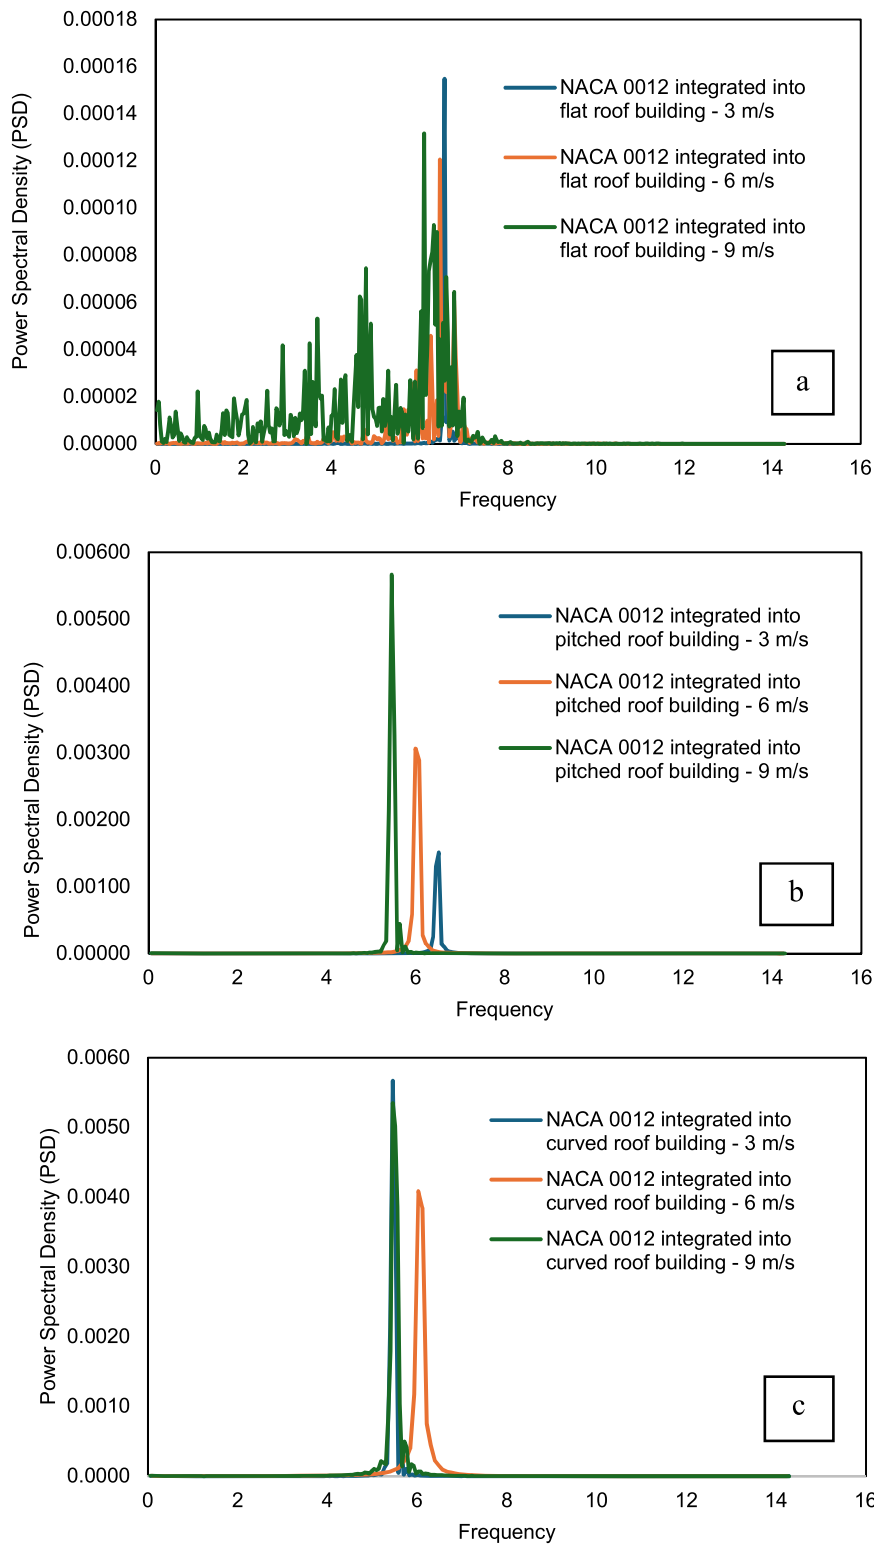 0.00018
0.00016
0.00014
0.00012
0.00010
0.00008
0.00006
0.00004
0.00002
0.00000
Power Spectral Density (PSD)
NACA 0012 integrated into
flat roof building - 3 m/s
NACA 0012 integrated into
flat roof building - 6 m/s
NACA 0012 integrated into
flat roof building - 9 m/s
a
0 2 4 6 8 10 12 14 16
Frequency
0.00600
0.00500
0.00400
0.00300
0.00200
0.00100
0.00000
Power Spectral Density (PSD)
NACA 0012 integrated into
pitched roof building - 3 m/s
NACA 0012 integrated into
pitched roof building - 6 m/s
NACA 0012 integrated into
pitched roof building - 9 m/s
b
0 2 4 6 8 10 12 14 16
Frequency
0.0060
0.0050
0.0040
0.0030
0.0020
0.0010
0.0000
Power Spectral Density (PSD)
NACA 0012 integrated into
curved roof building - 3 m/s
NACA 0012 integrated into
curved roof building - 6 m/s
NACA 0012 integrated into
curved roof building - 9 m/s
c
0 2 4 6 8 10 12 14 16
Frequency